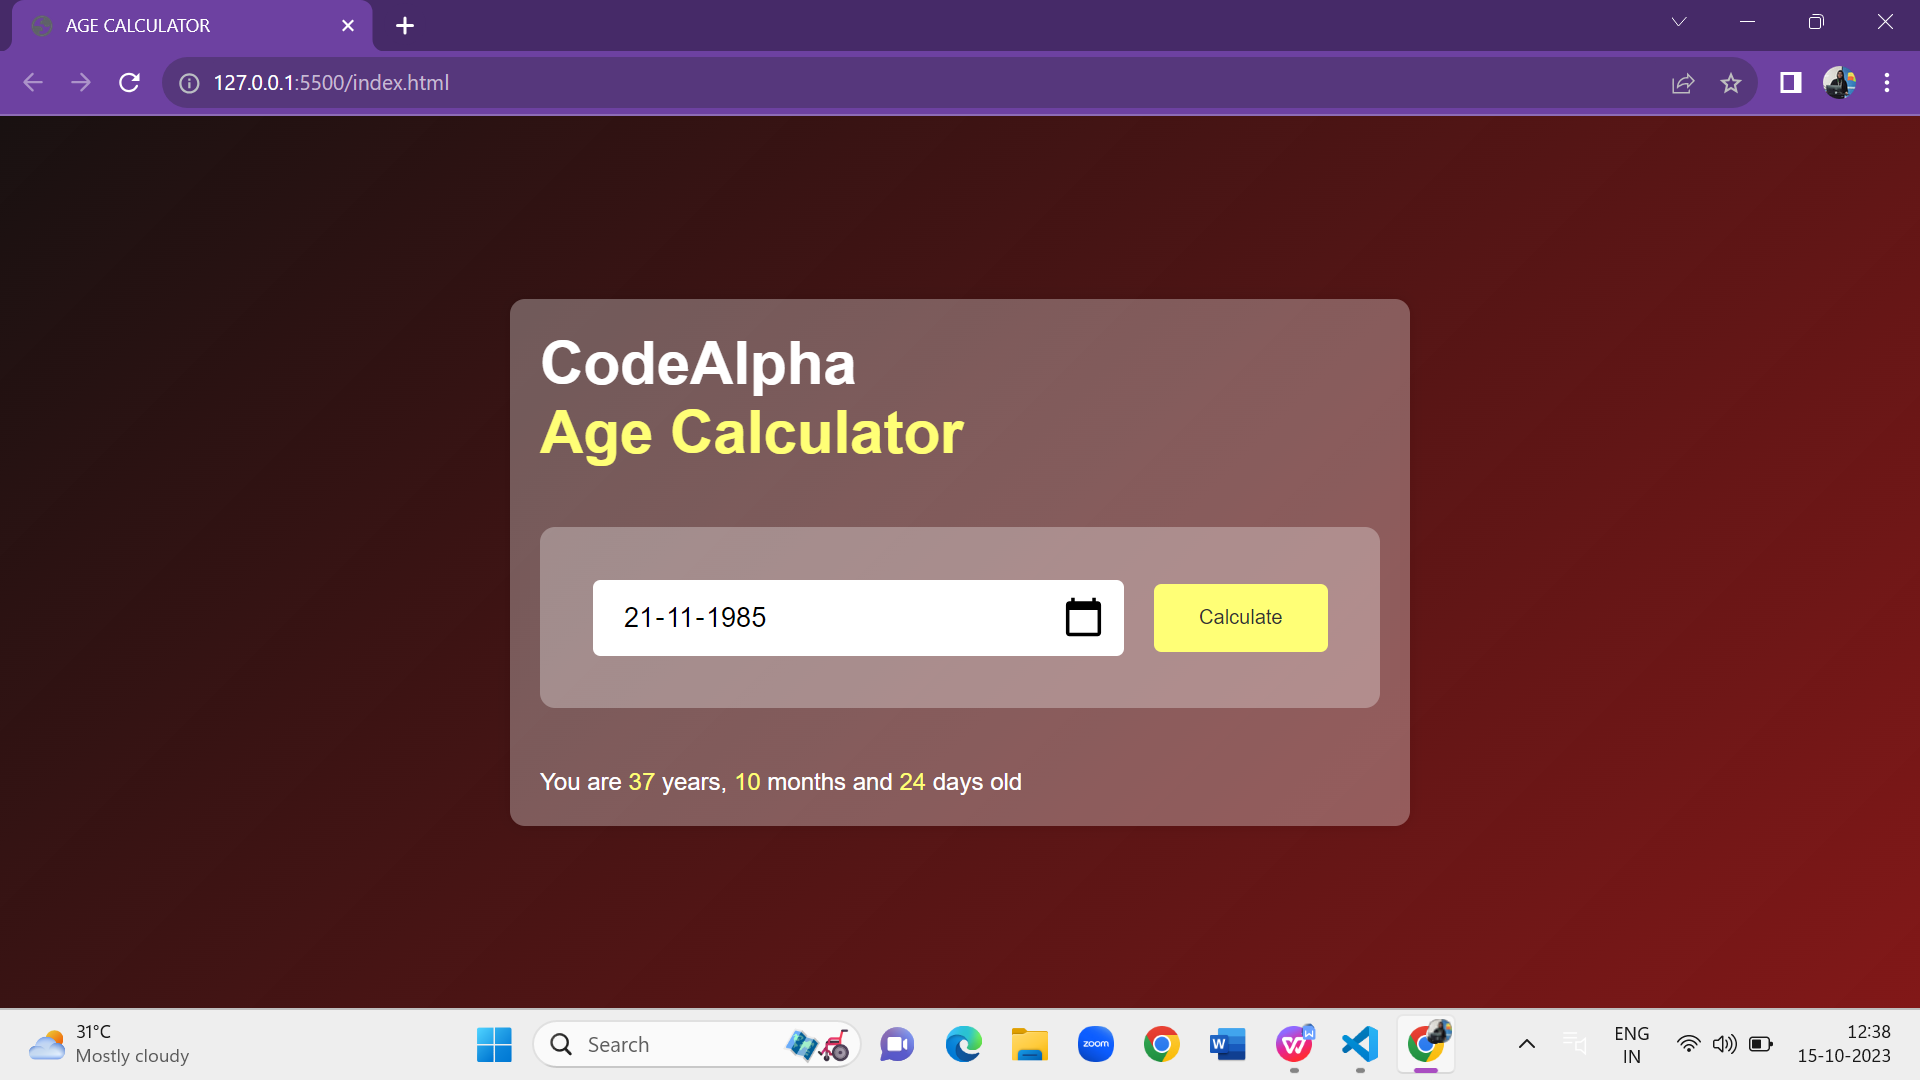 AGE CALCULATOR
127.0.0.1:5500/index.html
CodeAlpha
Age Calculator
21-11-1985
Calculate
You are 37 years, 10 months and 24 days old
31°C
Mostly cloudy
Search
zoom
W
W
ENG
IN
12:38
15-10-2023